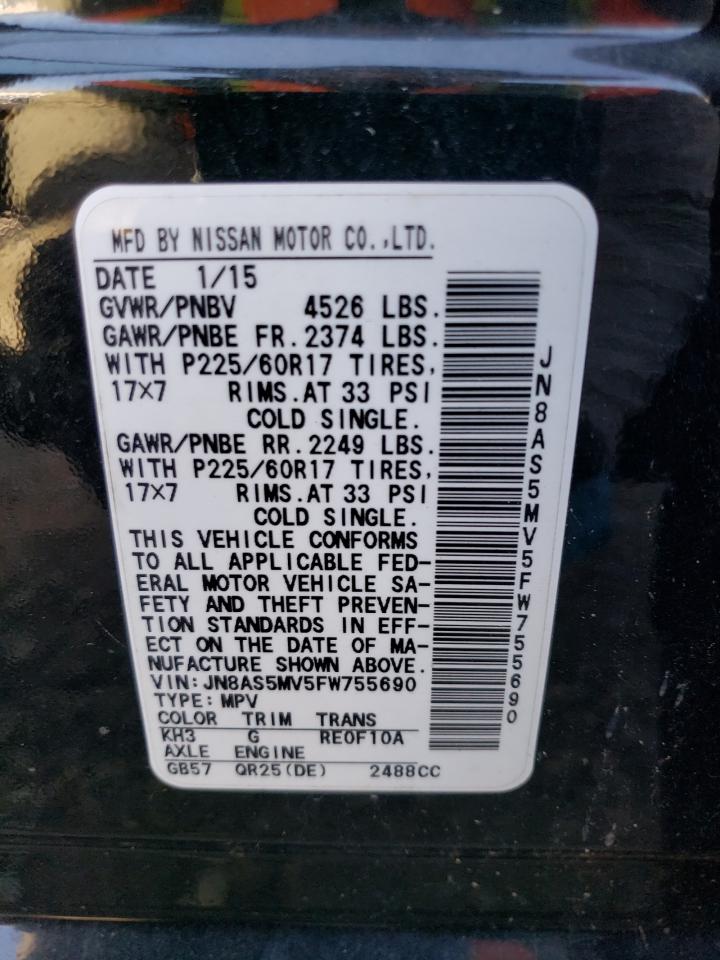 MFD BY NISSAN MOTOR CO.,LTD.
DATE 1/15
GVWR/PNBV 4526 LBS.
GAWR/PNBE FR.2374 LBS.
WITH P225/60R17 TIRES,
17×7 RIMS.AT 33 PSI
COLD SINGLE.
GAWR/PNBE RR.2249 LBS.
WITH P225/60R17 TIRES,
17×7 RIMS.AT 33 PSI
COLD SINGLE.
THIS VEHICLE CONFORMS
TO ALL APPLICABLE FED-
ERAL MOTOR VEHICLE SA-
FETY AND THEFT PREVEN-
TION STANDARDS IN EFF-
ECT ON THE DATE OF MA-
NUFACTURE SHOWN ABOVE.
VIN:JN8AS5MV5FW755690
TYPE:MPV
COLOR TRIM TRANS
KH3 G RE0F10A
AXLE ENGINE
GB57 QR25(DE) 2488CC
JN8AS5MV5FW755690